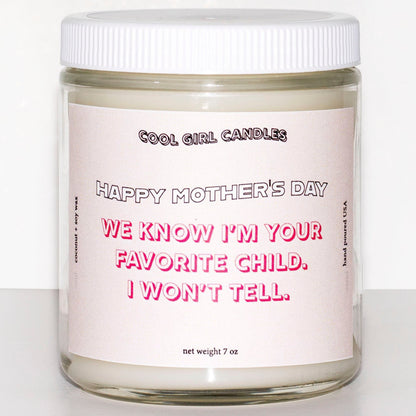 COOL GIRL CANDLES
HAPPY MOTHER'S DAY
WE KNOW I'M YOUR
FAVORITE CHILD.
I WON'T TELL.
coconut + soy wax
hand poured USA
net weight 7 oz